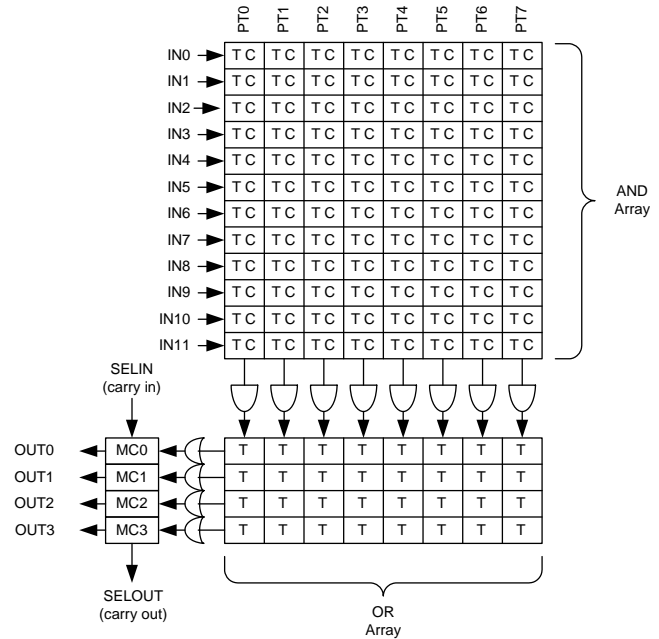 PT0 PT1 PT2 PT3 PT4 PT5 PT6 PT7
IN0 T C T C T C T C T C T C T C T C
IN1 T C T C T C T C T C T C T C T C
IN2 T C T C T C T C T C T C T C T C
IN3 T C T C T C T C T C T C T C T C
IN4 T C T C T C T C T C T C T C T C
IN5 T C T C T C T C T C T C T C T C
IN6 T C T C T C T C T C T C T C T C
IN7 T C T C T C T C T C T C T C T C
IN8 T C T C T C T C T C T C T C T C
IN9 T C T C T C T C T C T C T C T C
IN10 T C T C T C T C T C T C T C T C
IN11 T C T C T C T C T C T C T C T C
AND
Array
SELIN
(carry in)
OUT0 MC0 T T T T T T T T
OUT1 MC1 T T T T T T T T
OUT2 MC2 T T T T T T T T
OUT3 MC3 T T T T T T T T
SELOUT
(carry out)
OR
Array